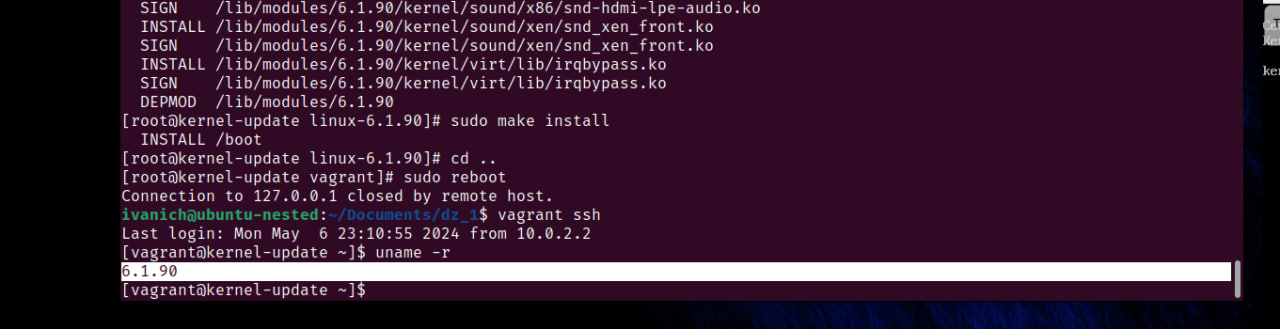 SIGN    /lib/modules/6.1.90/kernel/sound/x86/snd-hdmi-lpe-audio.ko
INSTALL /lib/modules/6.1.90/kernel/sound/xen/snd_xen_front.ko
SIGN    /lib/modules/6.1.90/kernel/sound/xen/snd_xen_front.ko
INSTALL /lib/modules/6.1.90/kernel/virt/lib/irqbypass.ko
SIGN    /lib/modules/6.1.90/kernel/virt/lib/irqbypass.ko
DEPMOD  /lib/modules/6.1.90
[root@kernel-update linux-6.1.90]# sudo make install
INSTALL /boot
[root@kernel-update linux-6.1.90]# cd ..
[root@kernel-update vagrant]# sudo reboot
Connection to 127.0.0.1 closed by remote host.
ivanich@ubuntu-nested:~/Documents/dz_1$ vagrant ssh
Last login: Mon May  6 23:10:55 2024 from 10.0.2.2
[vagrant@kernel-update ~]$ uname -r
6.1.90
[vagrant@kernel-update ~]$